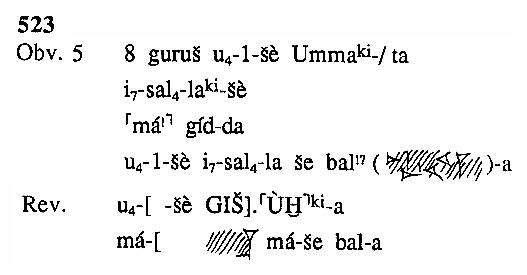 523
Obv. 5 8 guruš u₄-1-šè Ummaᵏⁱ-/ta
i₇-sal₄-laᵏⁱ-šè
⸢má!⸣ gíd-da
u₄-1-šè i₇-sal₄-la še bal!? ( )-a
Rev. u₄-[ -šè GIŠ].⸢ÙḪ⸣ᵏⁱ-a
má-[ má-še bal-a